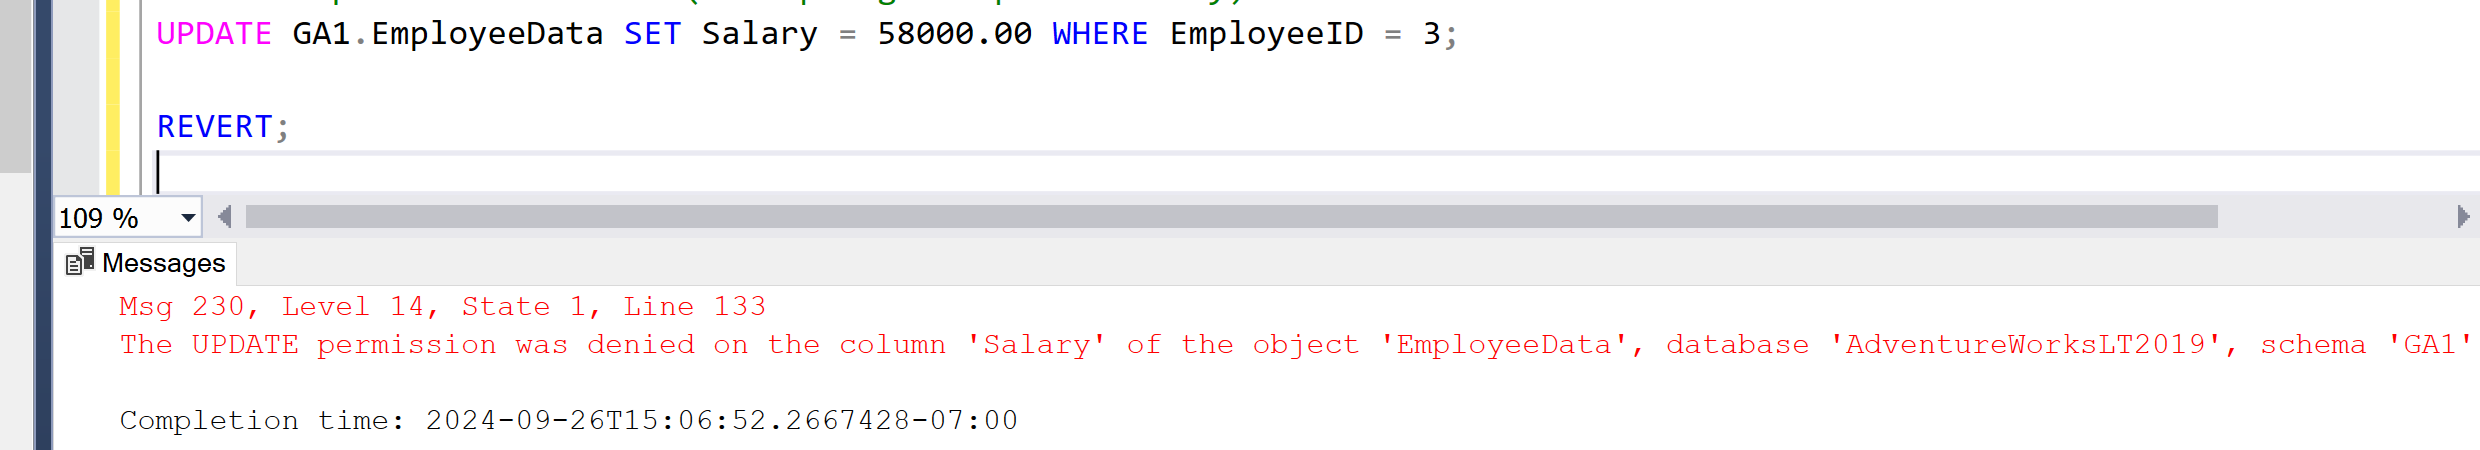 UPDATE GA1.EmployeeData SET Salary = 58000.00 WHERE EmployeeID = 3;
REVERT;
109 %
Messages
Msg 230, Level 14, State 1, Line 133
The UPDATE permission was denied on the column 'Salary' of the object 'EmployeeData', database 'AdventureWorksLT2019', schema 'GA1'
Completion time: 2024-09-26T15:06:52.2667428-07:00